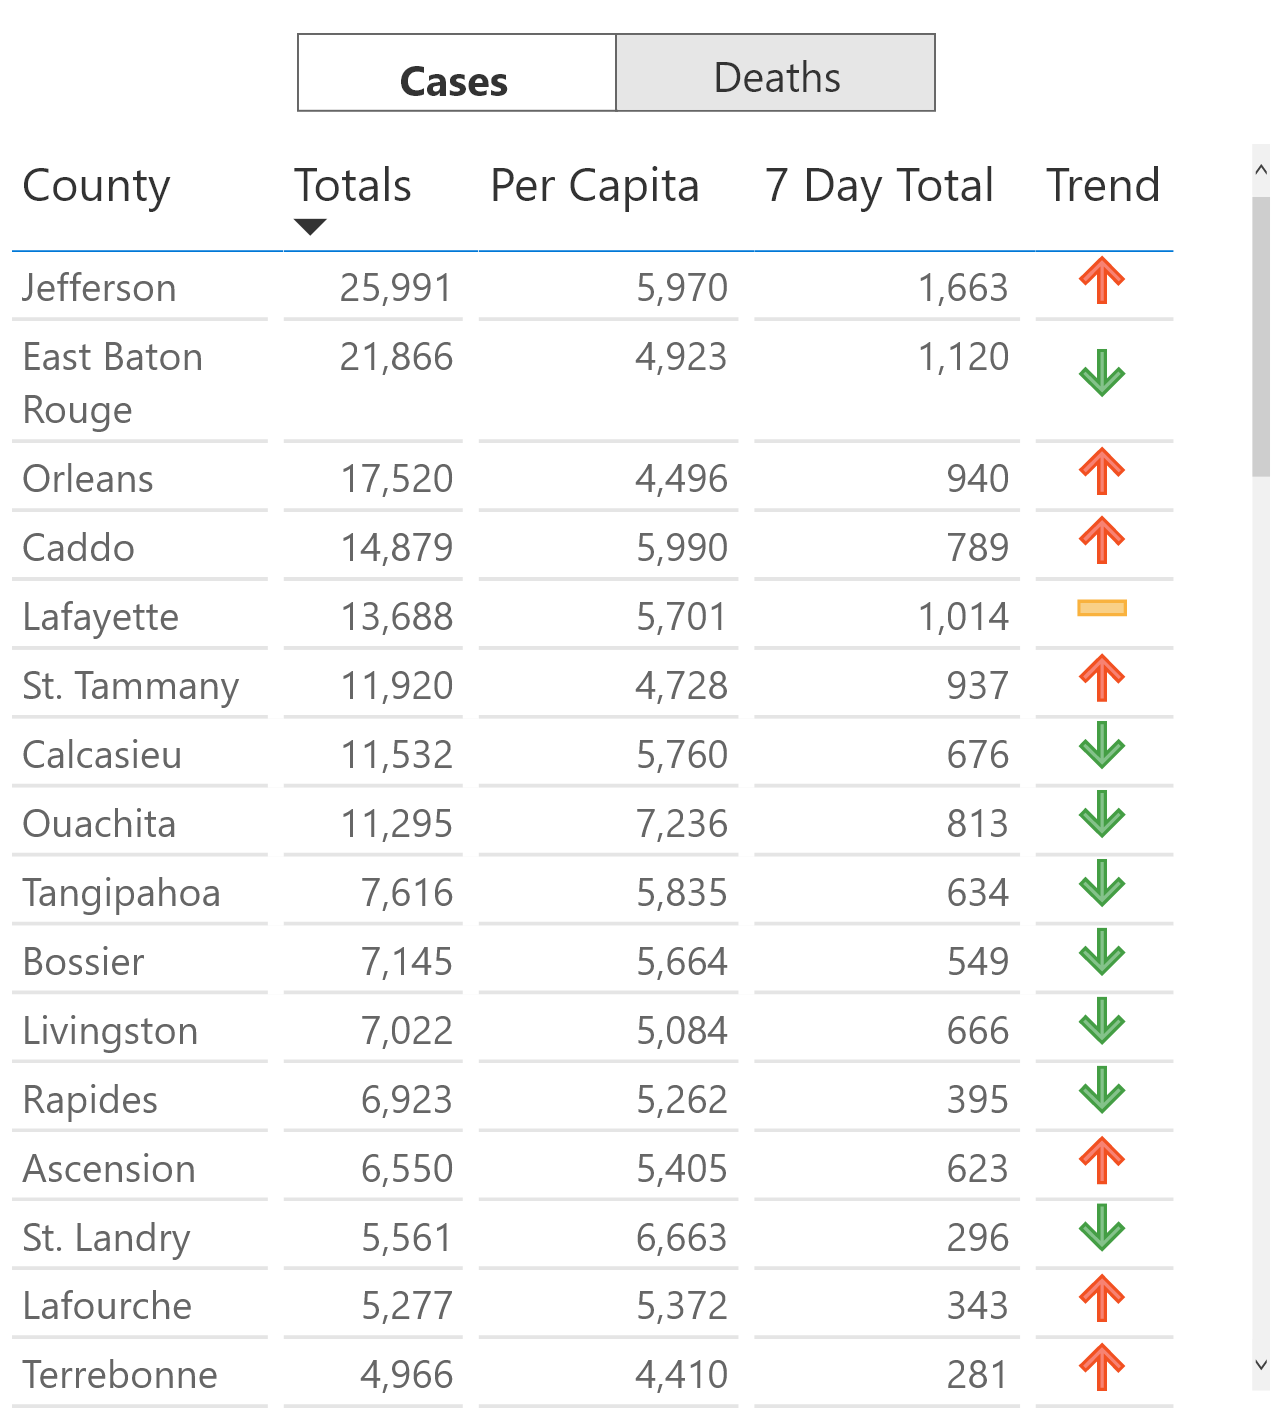 Cases Deaths
County Totals Per Capita 7 Day Total Trend
Jefferson 25,991 5,970 1,663
East Baton 21,866 4,923 1,120
Rouge
Orleans 17,520 4,496 940
Caddo 14,879 5,990 789
Lafayette 13,688 5,701 1,014
St. Tammany 11,920 4,728 937
Calcasieu 11,532 5,760 676
Ouachita 11,295 7,236 813
Tangipahoa 7,616 5,835 634
Bossier 7,145 5,664 549
Livingston 7,022 5,084 666
Rapides 6,923 5,262 395
Ascension 6,550 5,405 623
St. Landry 5,561 6,663 296
Lafourche 5,277 5,372 343
Terrebonne 4,966 4,410 281